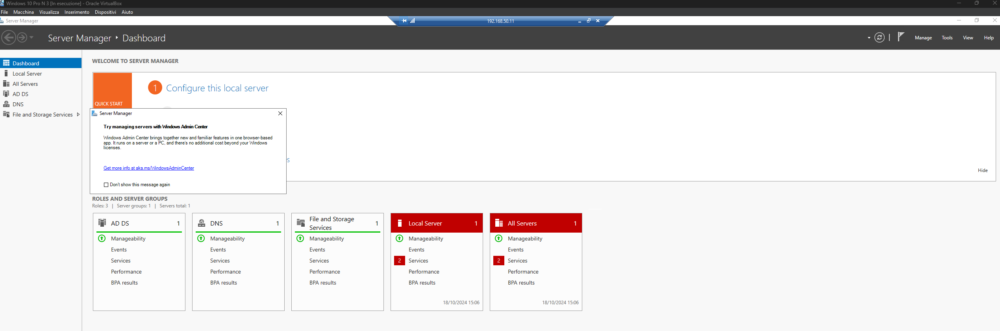 Windows 10 Pro N 3 [In esecuzione] - Oracle VirtualBox
File Macchina Visualizza Inserimento Dispositivi Aiuto
Server Manager
192.168.50.11
Server Manager Dashboard
Manage Tools View Help
Dashboard
Local Server
All Servers
AD DS
DNS
File and Storage Services
WELCOME TO SERVER MANAGER
QUICK START
1 Configure this local server
Server Manager
Try managing servers with Windows Admin Center
Windows Admin Center brings together new and familiar features in one browser-based
app. It runs on a server or a PC, and there's no additional cost beyond your Windows
licenses.
Get more info at aka.ms/WindowsAdminCenter
Don't show this message again
s
Hide
ROLES AND SERVER GROUPS
Roles: 3 | Server groups: 1 | Servers total: 1
AD DS 1
Manageability
Events
Services
Performance
BPA results
DNS 1
Manageability
Events
Services
Performance
BPA results
File and Storage
Services 1
Manageability
Events
Services
Performance
BPA results
Local Server 1
Manageability
Events
2 Services
Performance
BPA results
18/10/2024 15:06
All Servers 1
Manageability
Events
2 Services
Performance
BPA results
18/10/2024 15:06